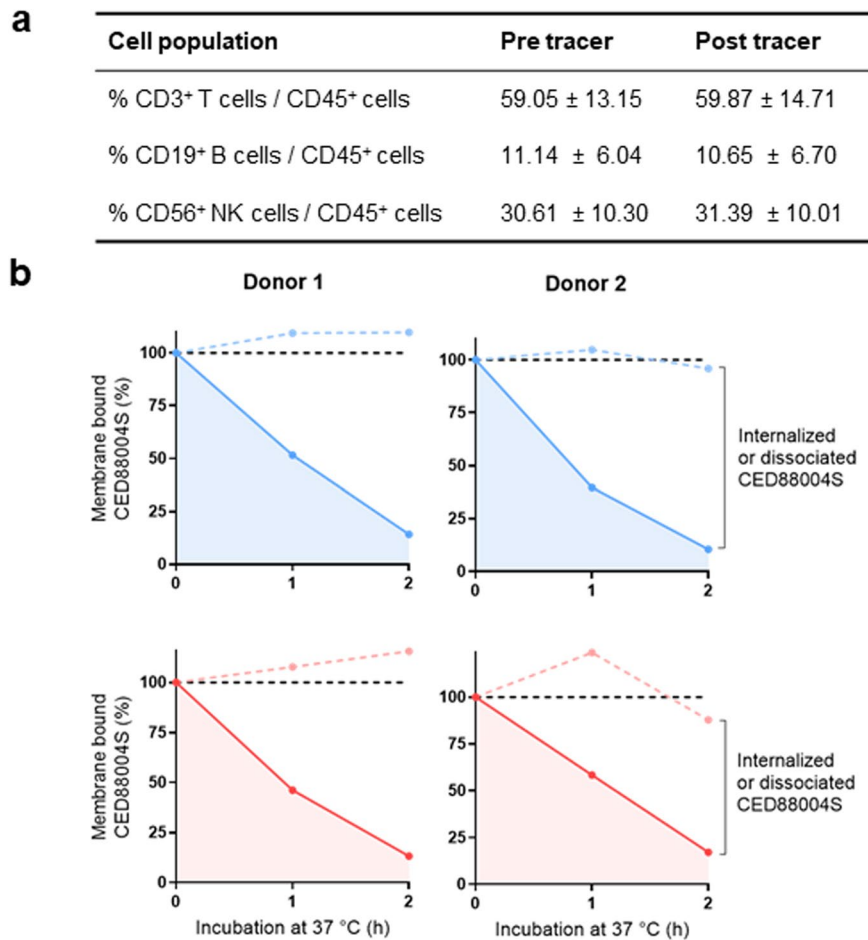 a
Cell population Pre tracer Post tracer
% CD3+ T cells / CD45+ cells 59.05 ± 13.15 59.87 ± 14.71
% CD19+ B cells / CD45+ cells 11.14 ± 6.04 10.65 ± 6.70
% CD56+ NK cells / CD45+ cells 30.61 ± 10.30 31.39 ± 10.01
b
Donor 1 Donor 2
Membrane bound
CED88004S (%)
100
75
50
25
0
0 1 2
100
75
50
25
0
0 1 2
Internalized
or dissociated
CED88004S
Membrane bound
CED88004S (%)
100
75
50
25
0
0 1 2
Incubation at 37 °C (h)
100
75
50
25
0
0 1 2
Incubation at 37 °C (h)
Internalized
or dissociated
CED88004S